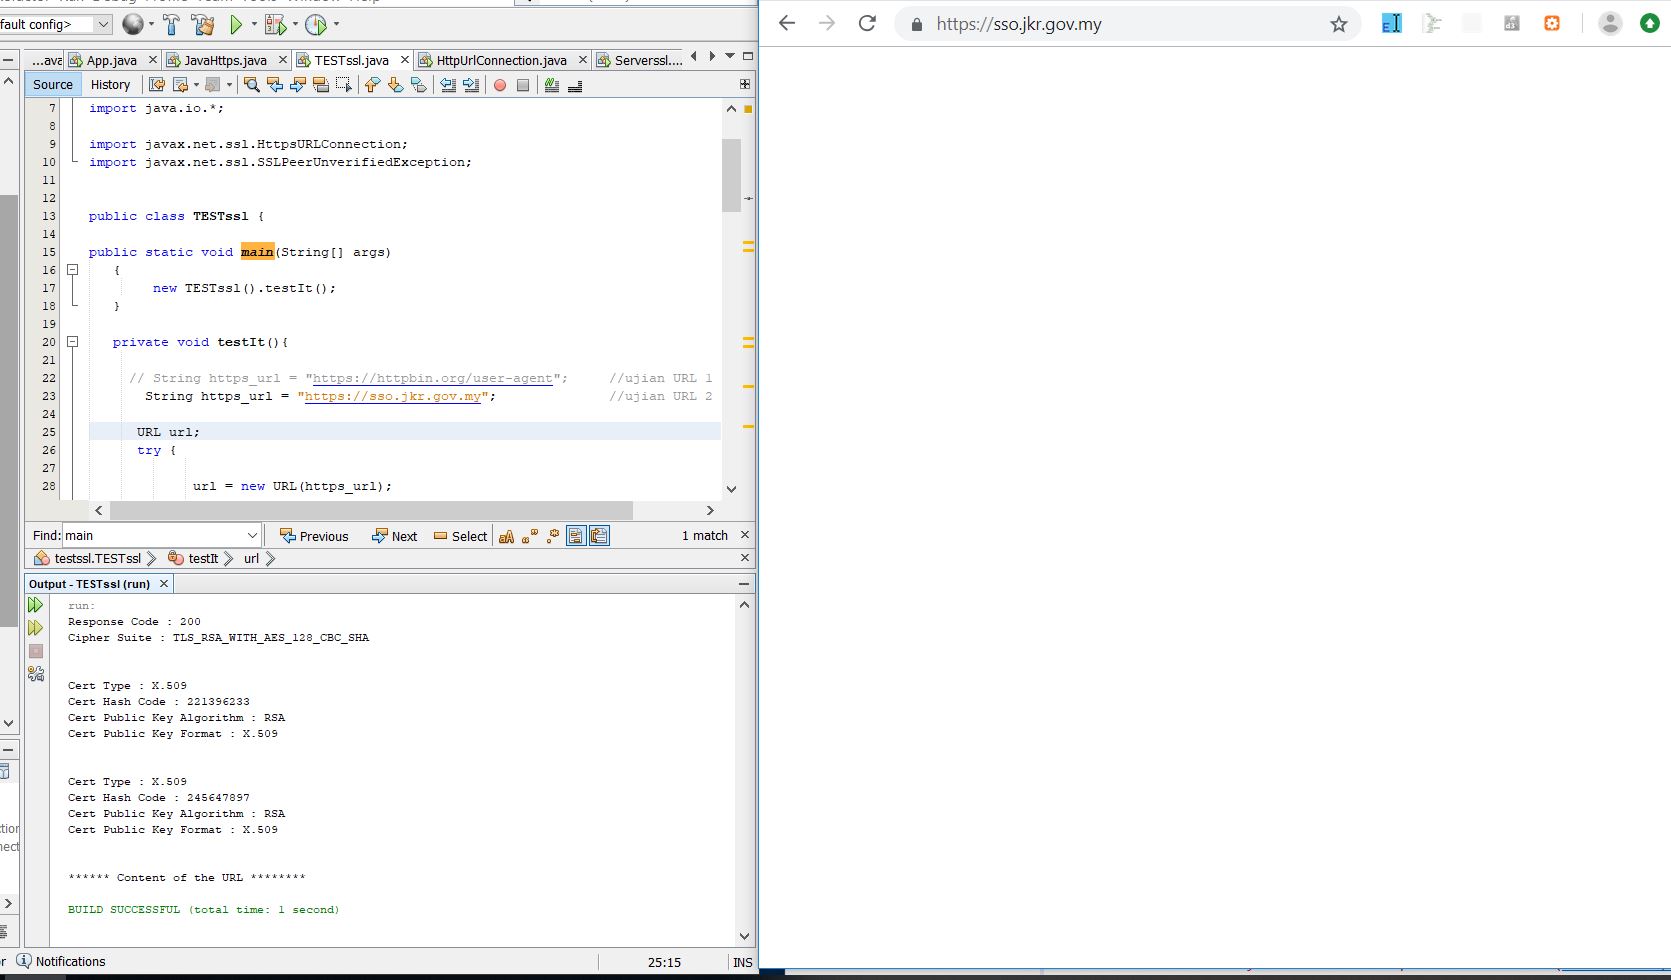 fault config>
...ava
App.java
JavaHttps.java
TESTssl.java
HttpUrlConnection.java
Serverssl....
Source
History
7 import java.io.*;
8
9 import javax.net.ssl.HttpsURLConnection;
10 import javax.net.ssl.SSLPeerUnverifiedException;
11
12
13 public class TESTssl {
14
15 public static void main(String[] args)
16 {
17 new TESTssl().testIt();
18 }
19
20 private void testIt(){
21
22 // String https_url = "https://httpbin.org/user-agent"; //ujian URL 1
23 String https_url = "https://sso.jkr.gov.my"; //ujian URL 2
24
25 URL url;
26 try {
27
28 url = new URL(https_url);
Find: main
Previous
Next
Select
1 match
testssl.TESTssl
testIt
url
Output - TESTssl (run)
run:
Response Code : 200
Cipher Suite : TLS_RSA_WITH_AES_128_CBC_SHA
Cert Type : X.509
Cert Hash Code : 221396233
Cert Public Key Algorithm : RSA
Cert Public Key Format : X.509
Cert Type : X.509
Cert Hash Code : 245647897
Cert Public Key Algorithm : RSA
Cert Public Key Format : X.509
****** Content of the URL ********
BUILD SUCCESSFUL (total time: 1 second)
Notifications
25:15
INS
https://sso.jkr.gov.my